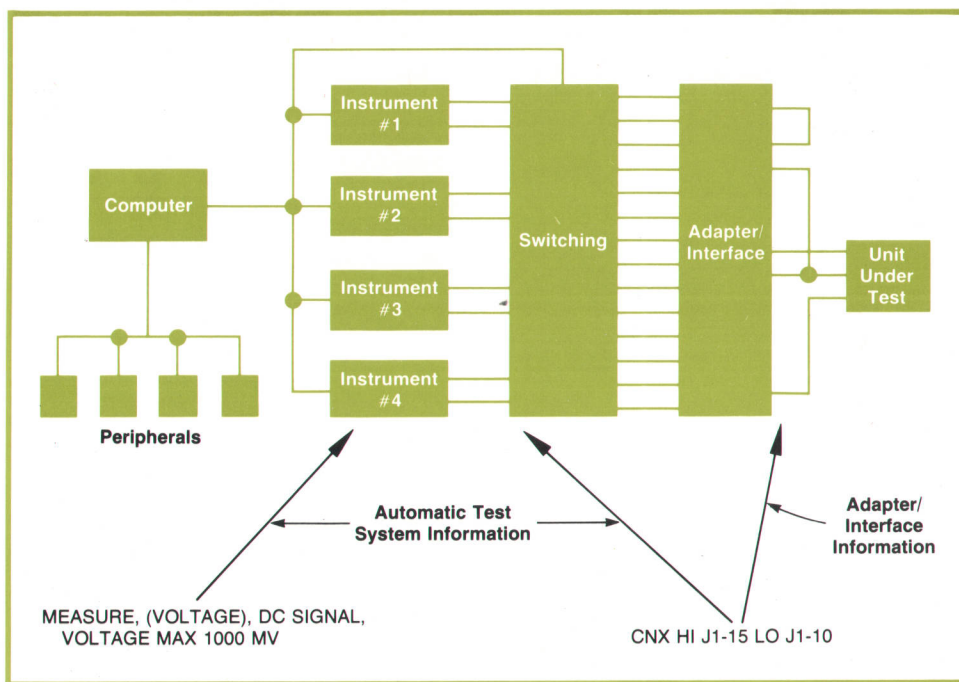 Instrument
#1
Computer
Instrument
#2
Switching
Adapter/
Interface
Unit
Under
Test
Instrument
#3
Instrument
#4
Peripherals
Automatic Test
System Information
Adapter/
Interface
Information
MEASURE, (VOLTAGE), DC SIGNAL,
VOLTAGE MAX 1000 MV
CNX HI J1-15 LO J1-10